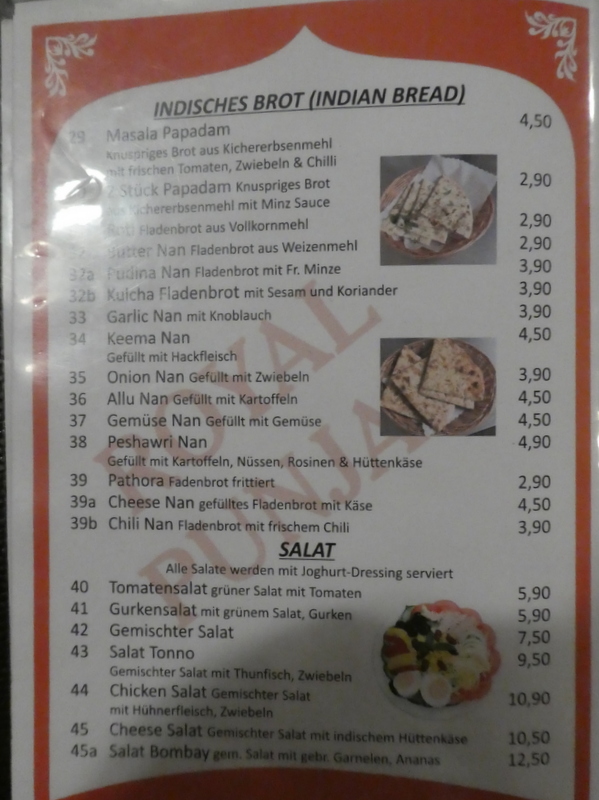 INDISCHES BROT (INDIAN BREAD)
29 Masala Papadam 4,50
Knuspriges Brot aus Kichererbsenmehl
mit frischen Tomaten, Zwiebeln & Chilli
2 Stück Papadam Knuspriges Brot 2,90
aus Kichererbsenmehl mit Minz Sauce
Fladenbrot aus Vollkornmehl 2,90
Butter Nan Fladenbrot aus Weizenmehl 2,90
32a Pudina Nan Fladenbrot mit Fr. Minze 3,90
32b Kulcha Fladenbrot mit Sesam und Koriander 3,90
33 Garlic Nan mit Knoblauch 3,90
34 Keema Nan 4,50
Gefüllt mit Hackfleisch
35 Onion Nan Gefüllt mit Zwiebeln 3,90
36 Allu Nan Gefüllt mit Kartoffeln 4,50
37 Gemüse Nan Gefüllt mit Gemüse 4,50
38 Peshawri Nan 4,90
Gefüllt mit Kartoffeln, Nüssen, Rosinen & Hüttenkäse
39 Pathora Fadenbrot frittiert 2,90
39a Cheese Nan gefülltes Fladenbrot mit Käse 4,50
39b Chili Nan Fladenbrot mit frischem Chili 3,90
ROYAL PUNJAB
SALAT
Alle Salate werden mit Joghurt-Dressing serviert
40 Tomatensalat grüner Salat mit Tomaten 5,90
41 Gurkensalat mit grünem Salat, Gurken 5,90
42 Gemischter Salat 7,50
43 Salat Tonno 9,50
Gemischter Salat mit Thunfisch, Zwiebeln
44 Chicken Salat Gemischter Salat 10,90
mit Hühnerfleisch, Zwiebeln
45 Cheese Salat Gemischter Salat mit indischem Hüttenkäse 10,50
45a Salat Bombay gem. Salat mit gebr. Garnelen, Ananas 12,50